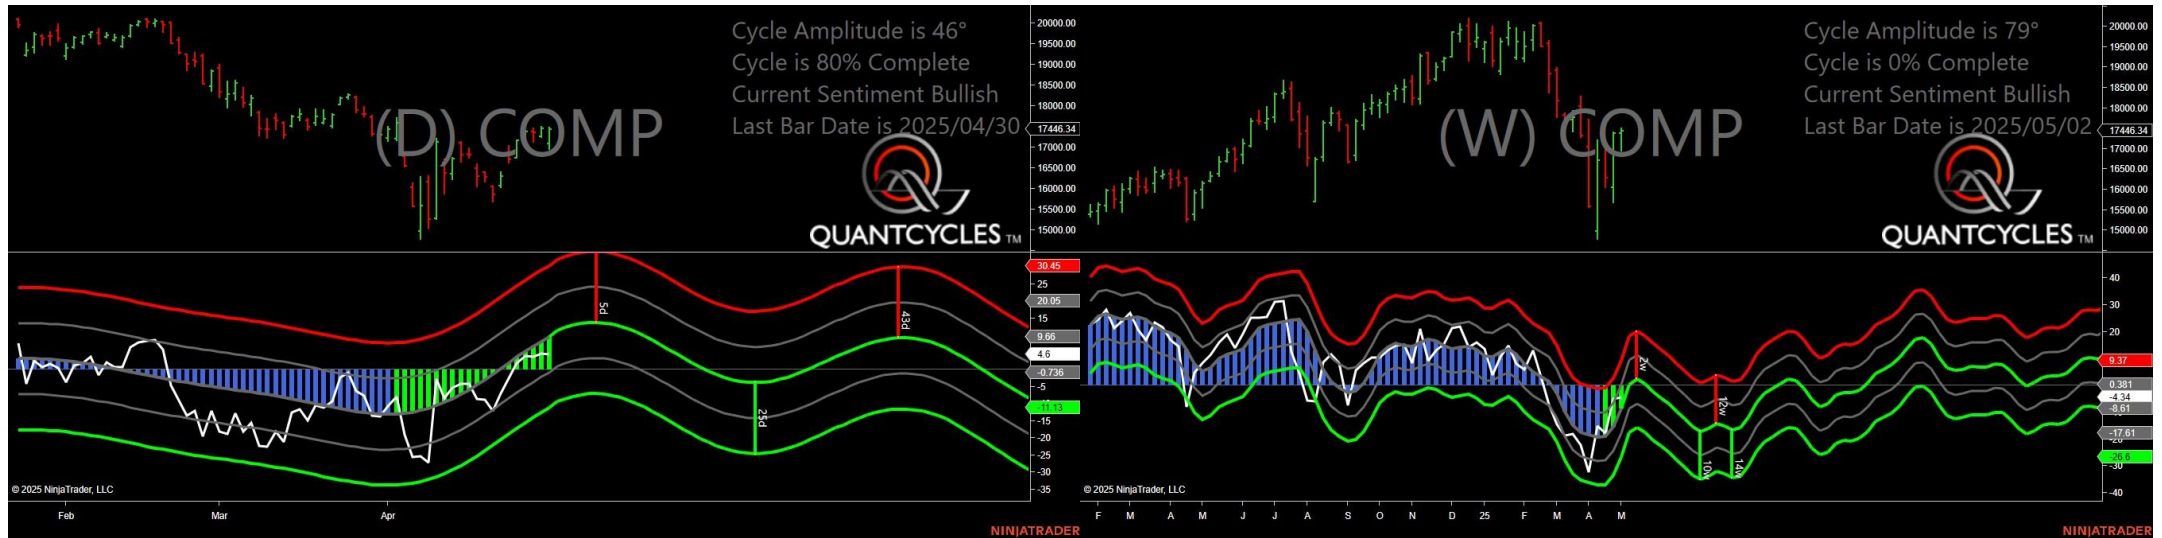 Cycle Amplitude is 46°
Cycle is 80% Complete
Current Sentiment Bullish
Last Bar Date is 2025/04/30
(D) COMP
QUANTCYCLES TM
20000.00
19500.00
19000.00
18500.00
18000.00
17446.34
17000.00
16500.00
16000.00
15500.00
15000.00
30.45
25
20.05
15
9.66
4.6
-0.736
-5
-11.13
-15
-20
-25
-30
-35
5d
25d
43d
© 2025 NinjaTrader, LLC
Feb Mar Apr
NINJATRADER
Cycle Amplitude is 79°
Cycle is 0% Complete
Current Sentiment Bullish
Last Bar Date is 2025/05/02
(W) COMP
QUANTCYCLES TM
20000.00
19500.00
19000.00
18500.00
18000.00
17446.34
17000.00
16500.00
16000.00
15500.00
15000.00
40
30
20
9.37
0.381
-4.34
-8.61
-17.61
-26.6
-30
-40
2w
10w
12w
14w
© 2025 NinjaTrader, LLC
F M A M J J A S O N D 25 F M A M
NINJATRADER